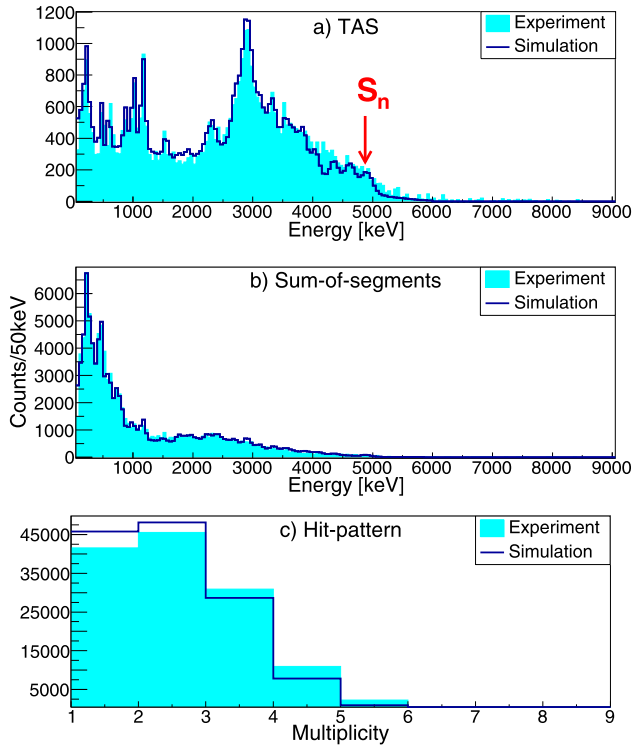 a) TAS
Experiment
Simulation
Sn
1200
1000
800
600
400
200
0
1000 2000 3000 4000 5000 6000 7000 8000 9000
Energy [keV]
b) Sum-of-segments
Experiment
Simulation
Counts/50keV
6000
5000
4000
3000
2000
1000
0
1000 2000 3000 4000 5000 6000 7000 8000 9000
Energy [keV]
c) Hit-pattern
Experiment
Simulation
45000
35000
25000
15000
5000
1 2 3 4 5 6 7 8 9
Multiplicity